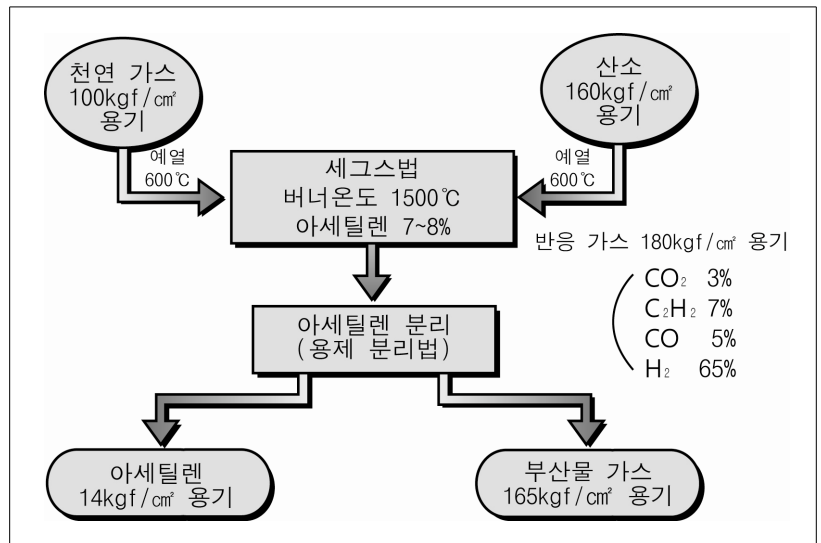 천연 가스
100kgf/㎠
용기
산소
160kgf/㎠
용기
예열
600℃
예열
600℃
세그스법
버너온도 1500℃
아세틸렌 7~8%
반응 가스 180kgf/㎠ 용기
CO₂ 3%
C₂H₂ 7%
CO 5%
H₂ 65%
아세틸렌 분리
(용제 분리법)
아세틸렌
14kgf/㎠ 용기
부산물 가스
165kgf/㎠ 용기